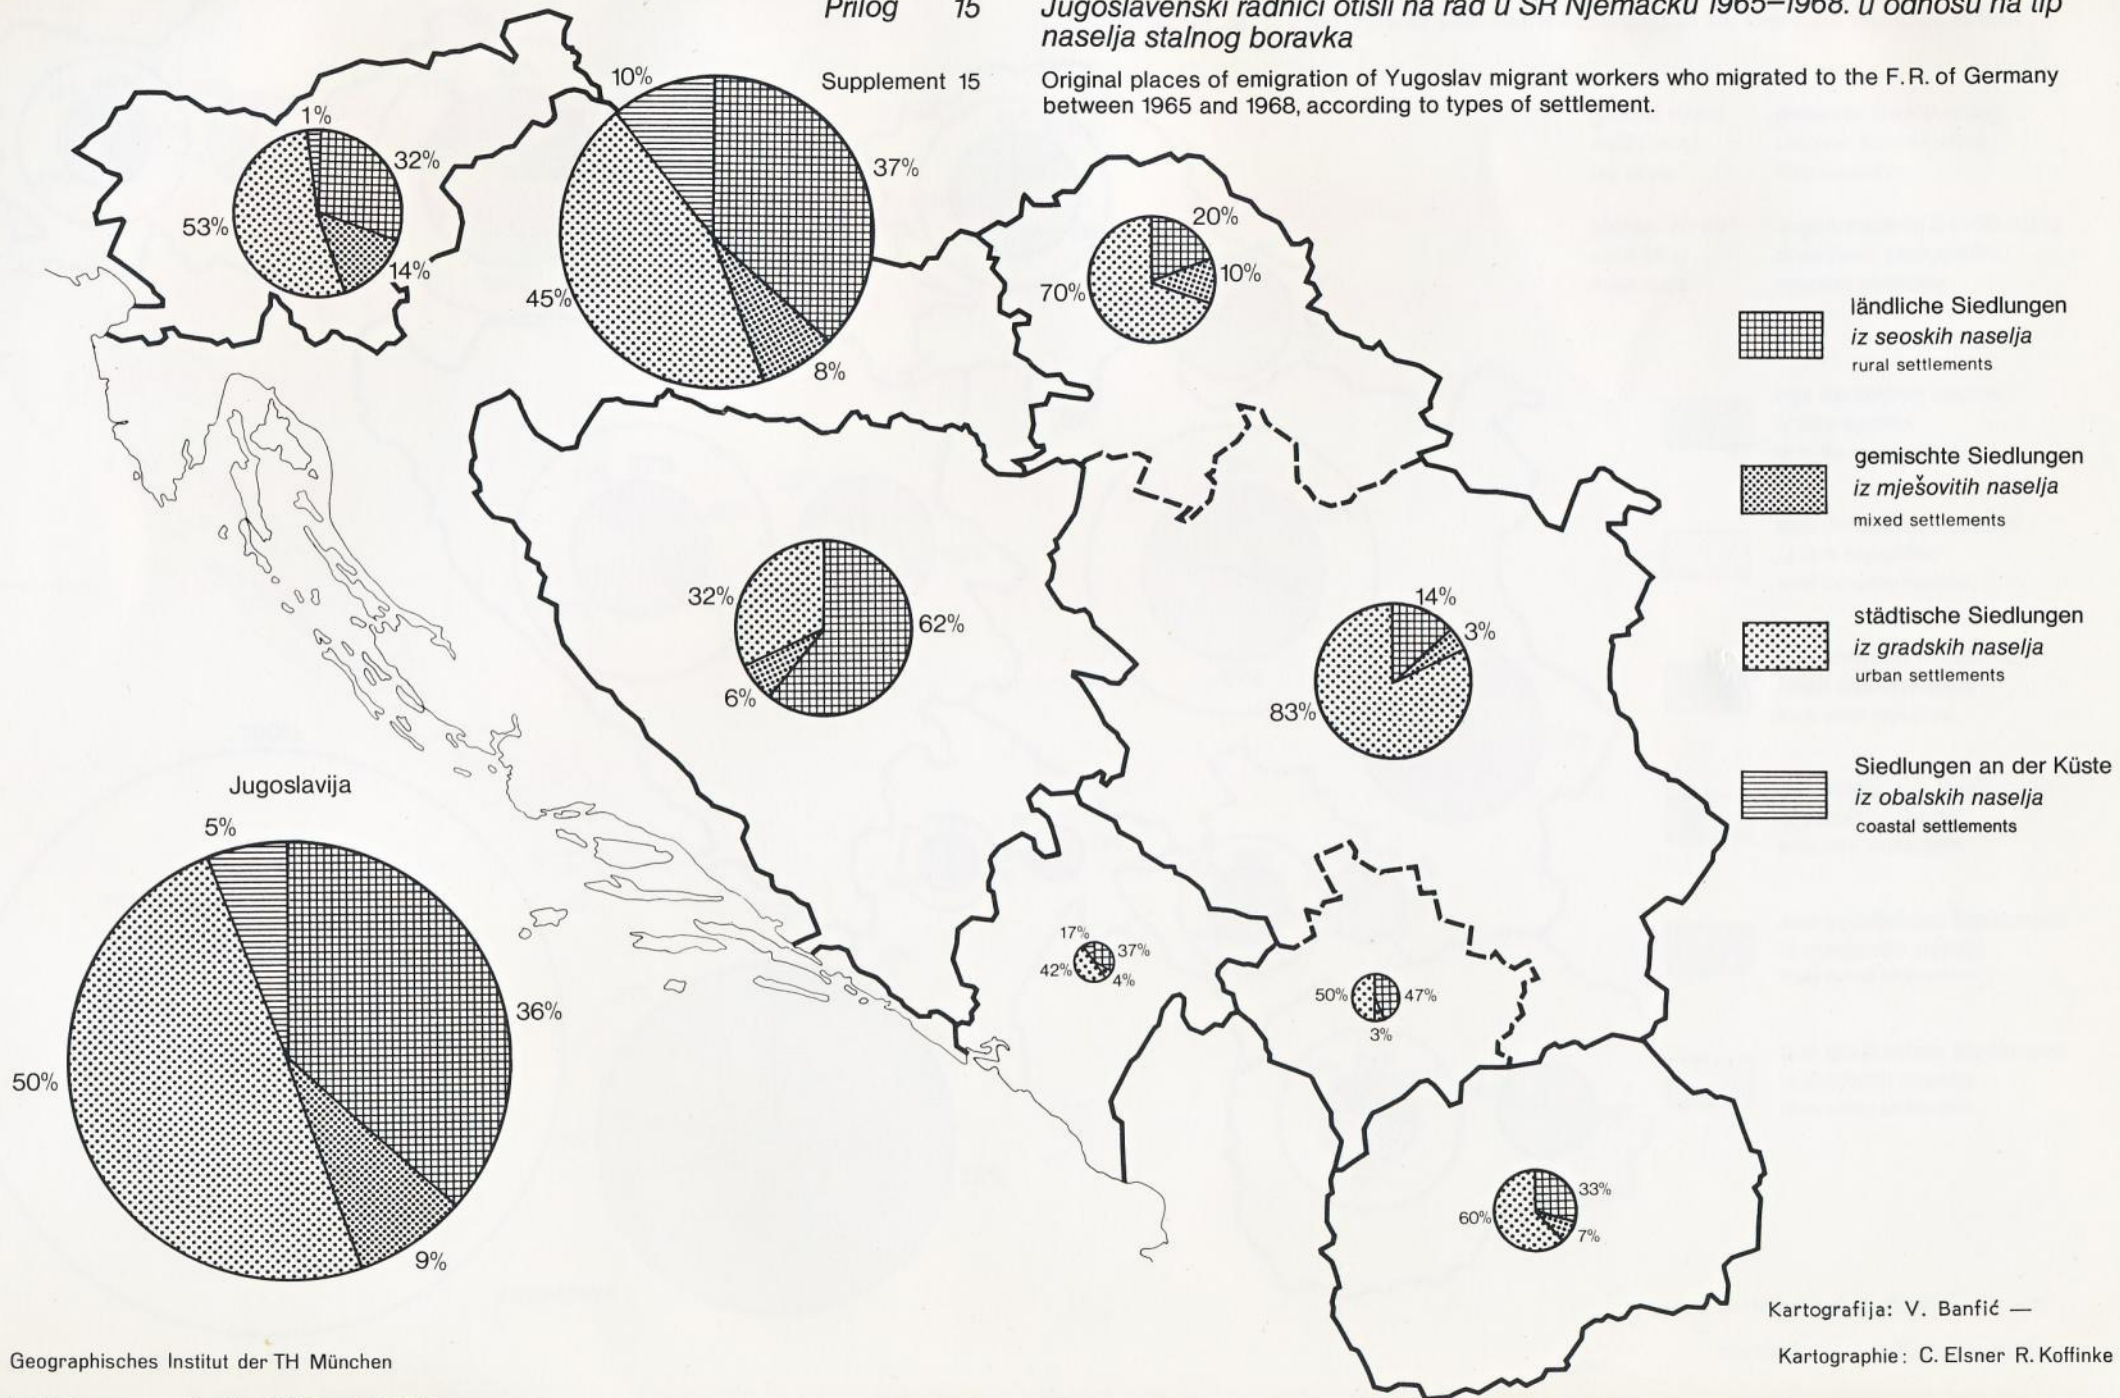 Prilog 15
Jugoslavenski radnici otišli na rad u SR Njemačku 1965–1968. u odnosu na tip
naselja stalnog boravka
Supplement 15
Original places of emigration of Yugoslav migrant workers who migrated to the F.R. of Germany
between 1965 and 1968, according to types of settlement.
1%
32%
53%
14%
10%
37%
45%
8%
20%
10%
70%
ländliche Siedlungen
iz seoskih naselja
rural settlements
gemischte Siedlungen
iz mješovitih naselja
mixed settlements
städtische Siedlungen
iz gradskih naselja
urban settlements
Siedlungen an der Küste
iz obalskih naselja
coastal settlements
32%
62%
6%
14%
3%
83%
Jugoslavija
5%
36%
50%
9%
17%
37%
42%
4%
50%
47%
3%
33%
60%
7%
Kartografija: V. Banfić —
Kartographie: C. Elsner R. Koffinke
Geographisches Institut der TH München